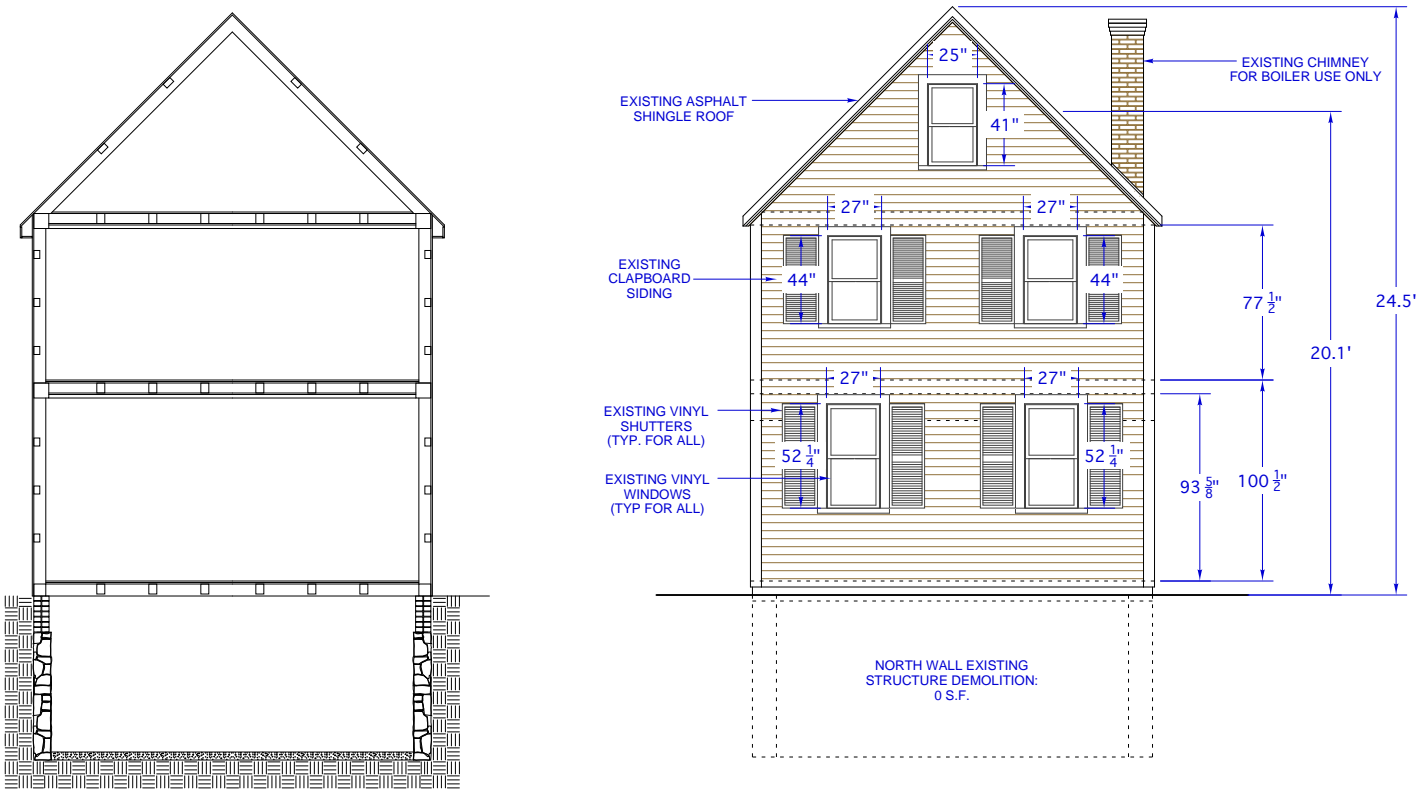 25"
EXISTING CHIMNEY
FOR BOILER USE ONLY
EXISTING ASPHALT
SHINGLE ROOF
41"
27"
27"
EXISTING
CLAPBOARD
SIDING
44"
44"
77 1/2"
24.5'
20.1'
27"
27"
EXISTING VINYL
SHUTTERS
(TYP. FOR ALL)
52 1/4"
52 1/4"
EXISTING VINYL
WINDOWS
(TYP FOR ALL)
93 5/8"
100 1/2"
NORTH WALL EXISTING
STRUCTURE DEMOLITION:
0 S.F.